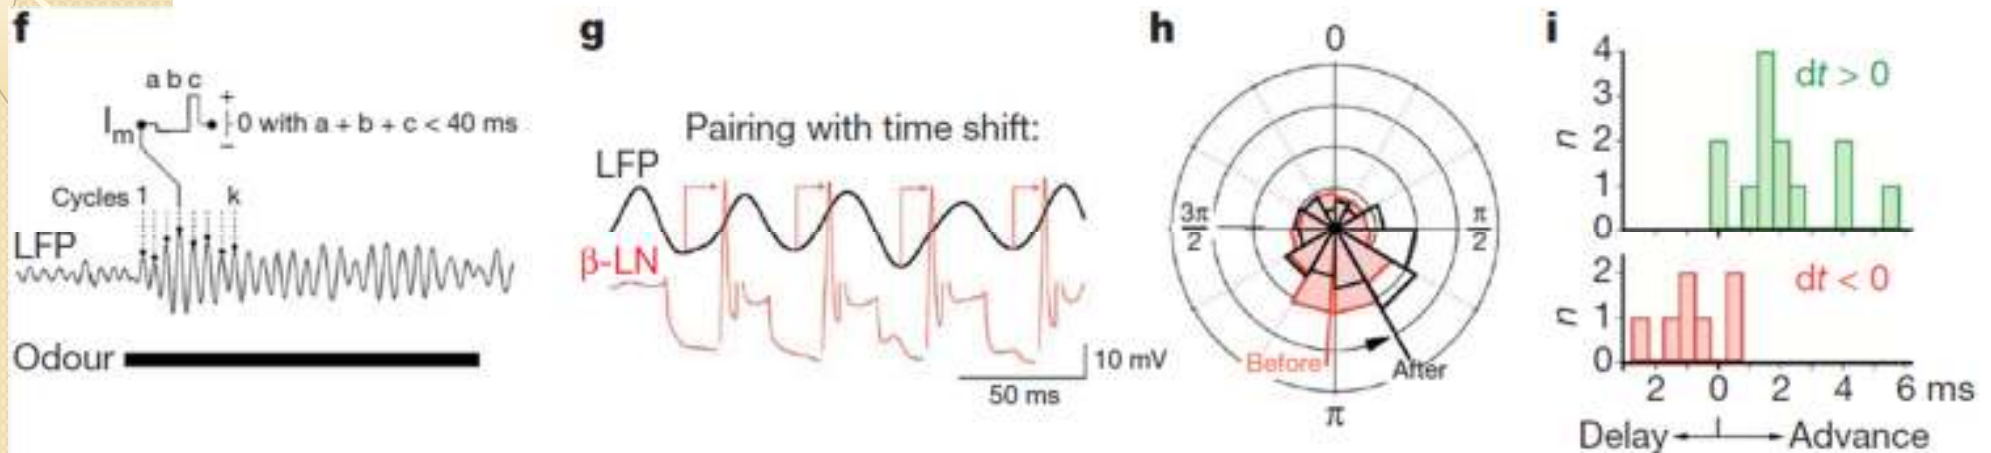 f
a b c
Im
+
0 with a + b + c < 40 ms
−
Cycles 1
k
LFP
Odour
g
Pairing with time shift:
LFP
β-LN
10 mV
50 ms
h
0
3π
2
π
2
Before
After
π
i
4
3
n
2
1
0
dt > 0
2
n
1
0
dt < 0
2 0 2 4 6 ms
Delay Advance